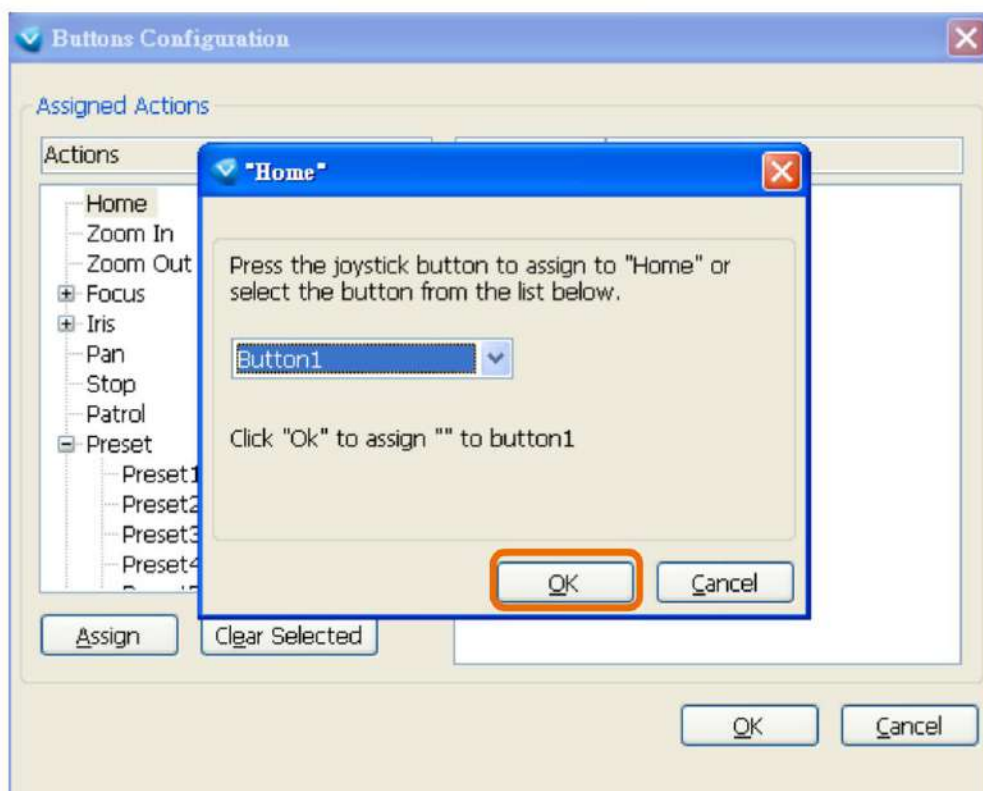 Buttons Configuration
Assigned Actions
Actions
Home
Zoom In
Zoom Out
Focus
Iris
Pan
Stop
Patrol
Preset
Preset1
Preset2
Preset3
Preset4
Assign
Clear Selected
"Home"
Press the joystick button to assign to "Home" or
select the button from the list below.
Button1
Click "Ok" to assign "" to button1
OK
Cancel
OK
Cancel